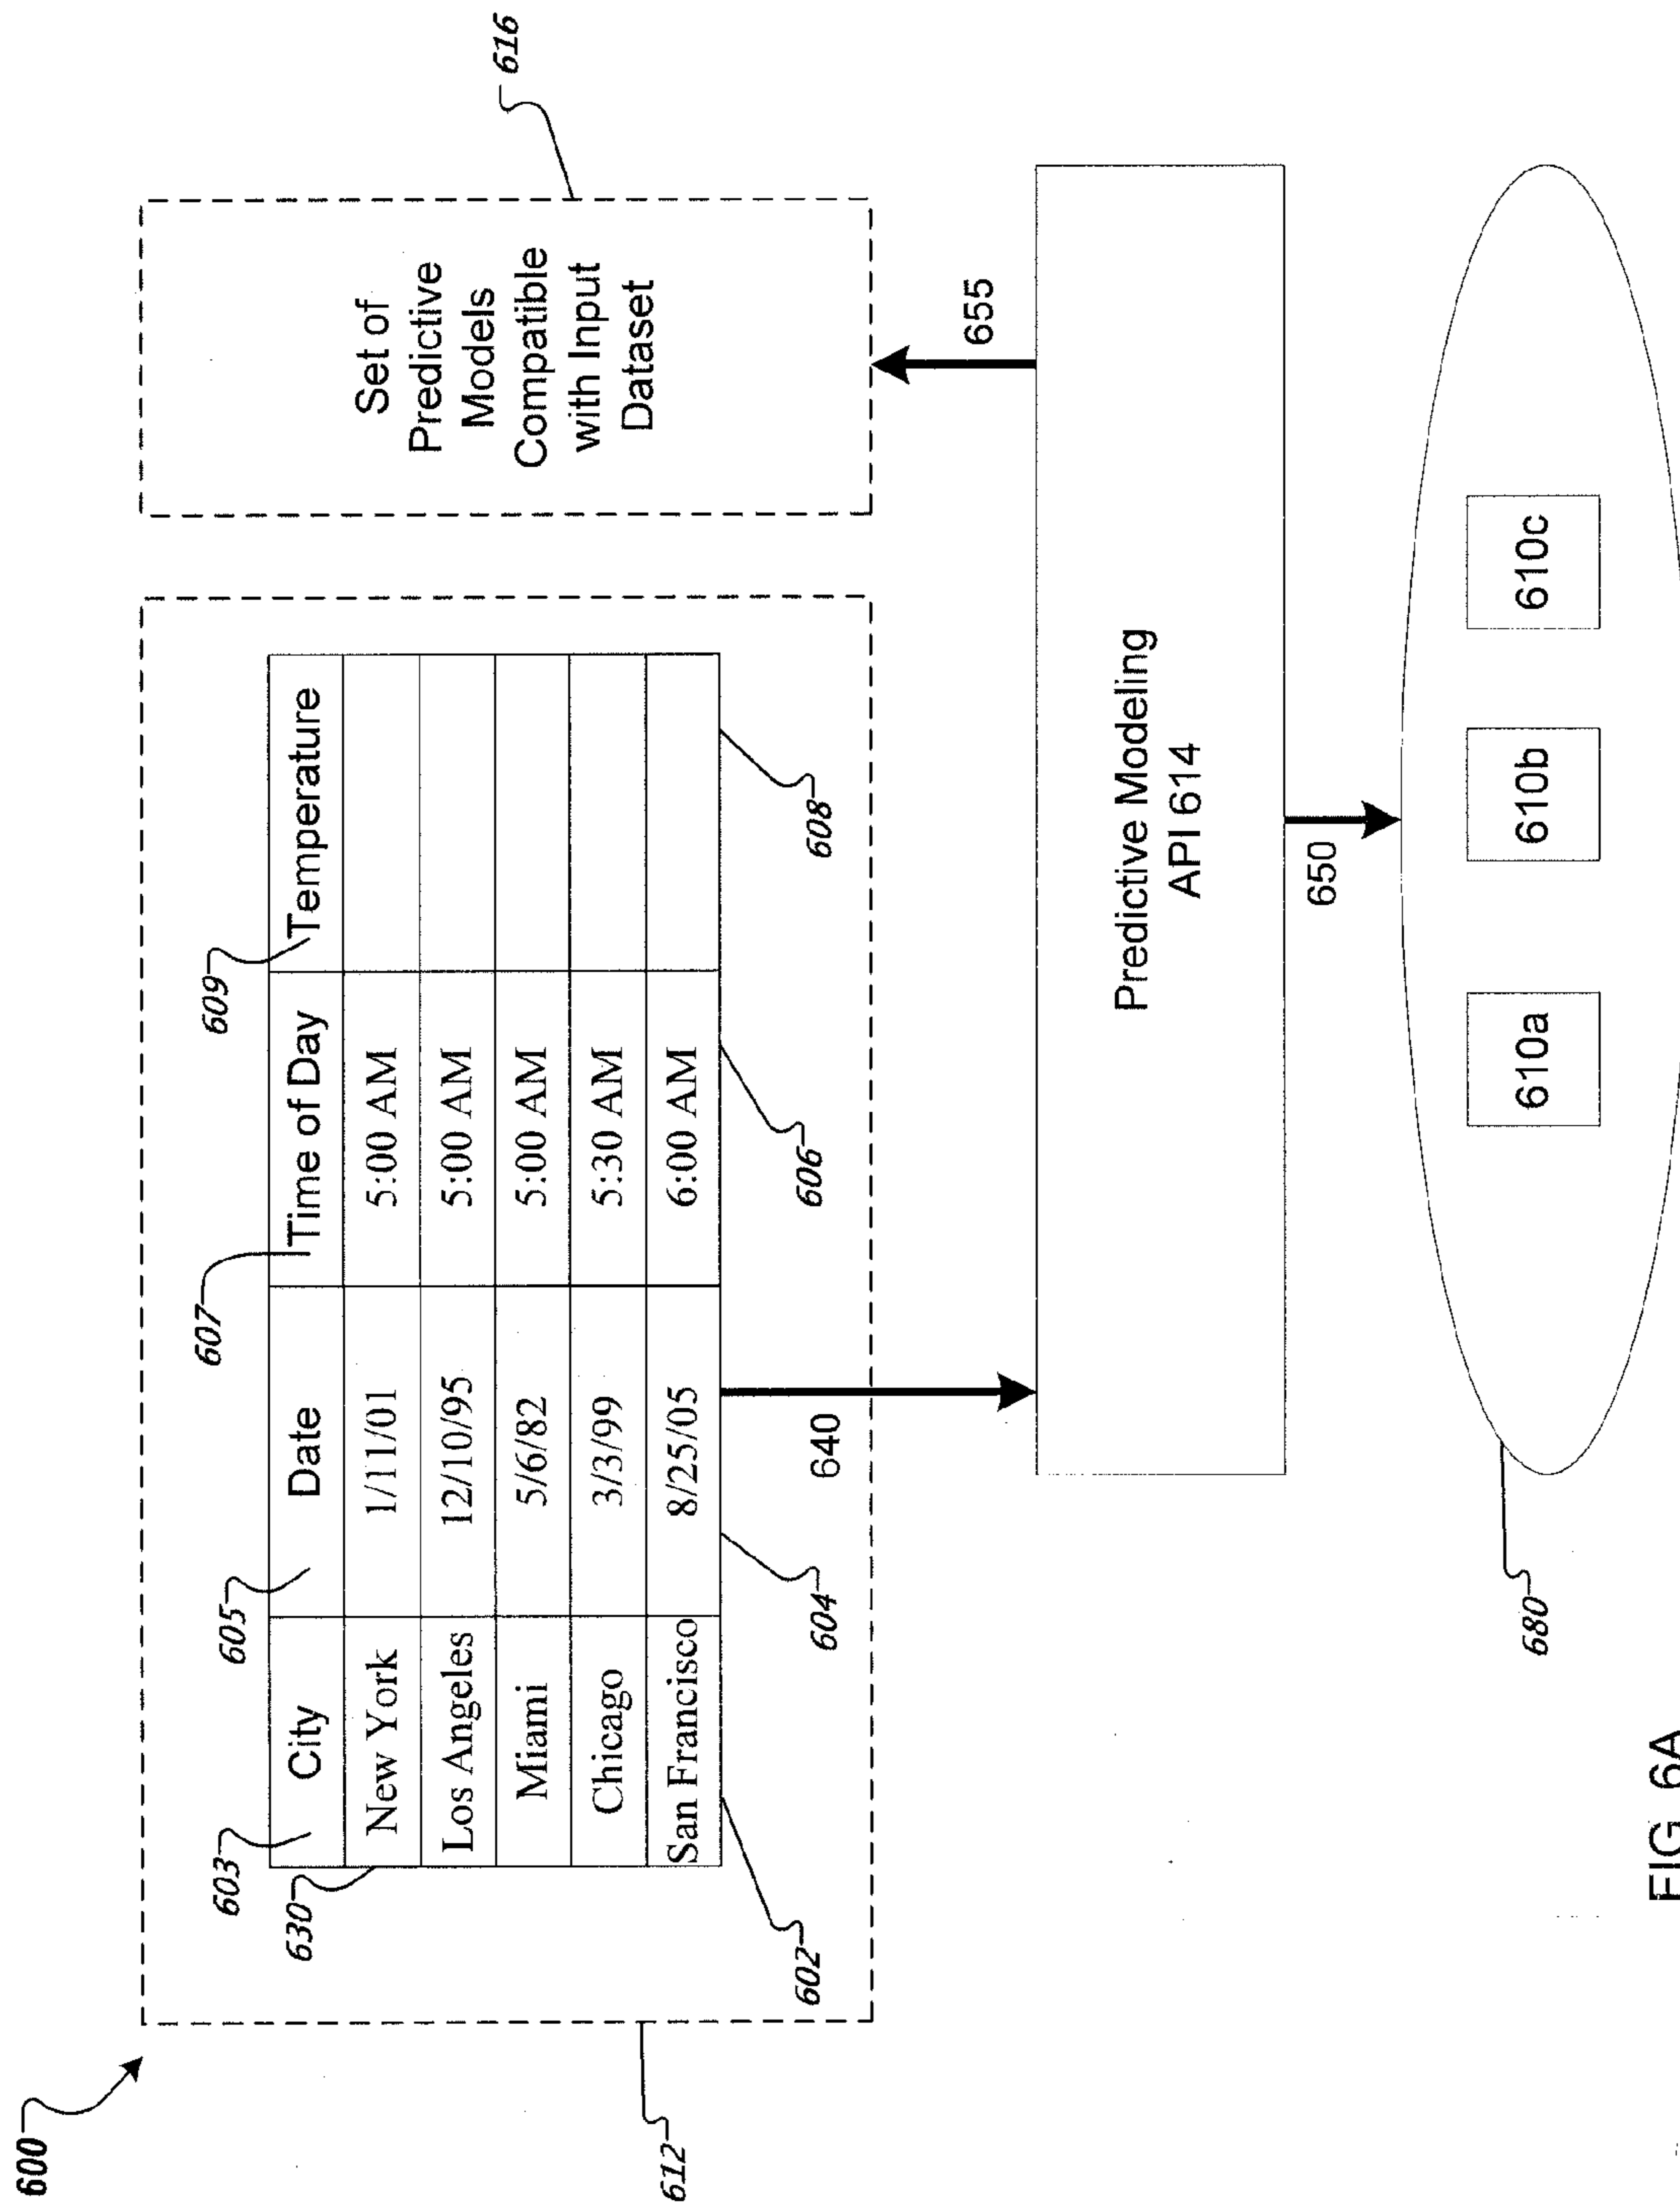 600
612
603
605
607
609
630
City Date Time of Day Temperature
New York 1/11/01 5:00 AM
Los Angeles 12/10/95 5:00 AM
Miami 5/6/82 5:00 AM
Chicago 3/3/99 5:30 AM
San Francisco 8/25/05 6:00 AM
602
604
606
608
Set of
Predictive
Models
Compatible
with Input
Dataset
616
640
655
Predictive Modeling
API 614
650
610a
610b
610c
680
FIG. 6A